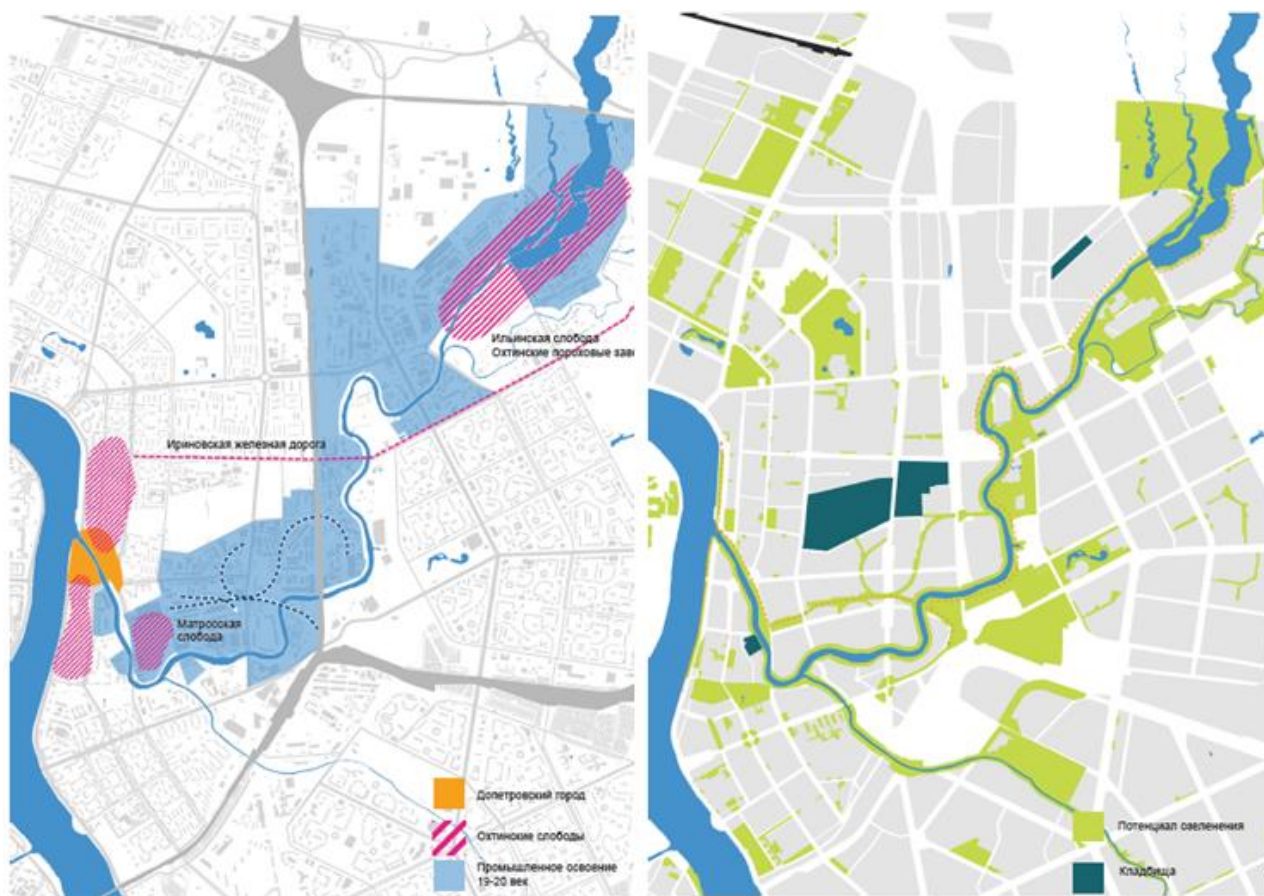 Ильинская слобода
Охтинские пороховые заве
Ириновская железная дорога
Матросская
слобода
Допетровский город
Охтинские слободы
Промышленное освоение
19-20 век
Потенциал озеленения
Кладбища